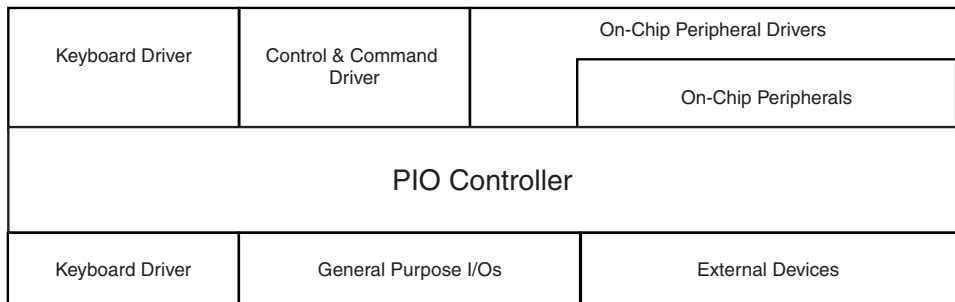 Keyboard Driver
Control & Command
Driver
On-Chip Peripheral Drivers
On-Chip Peripherals
PIO Controller
Keyboard Driver
General Purpose I/Os
External Devices